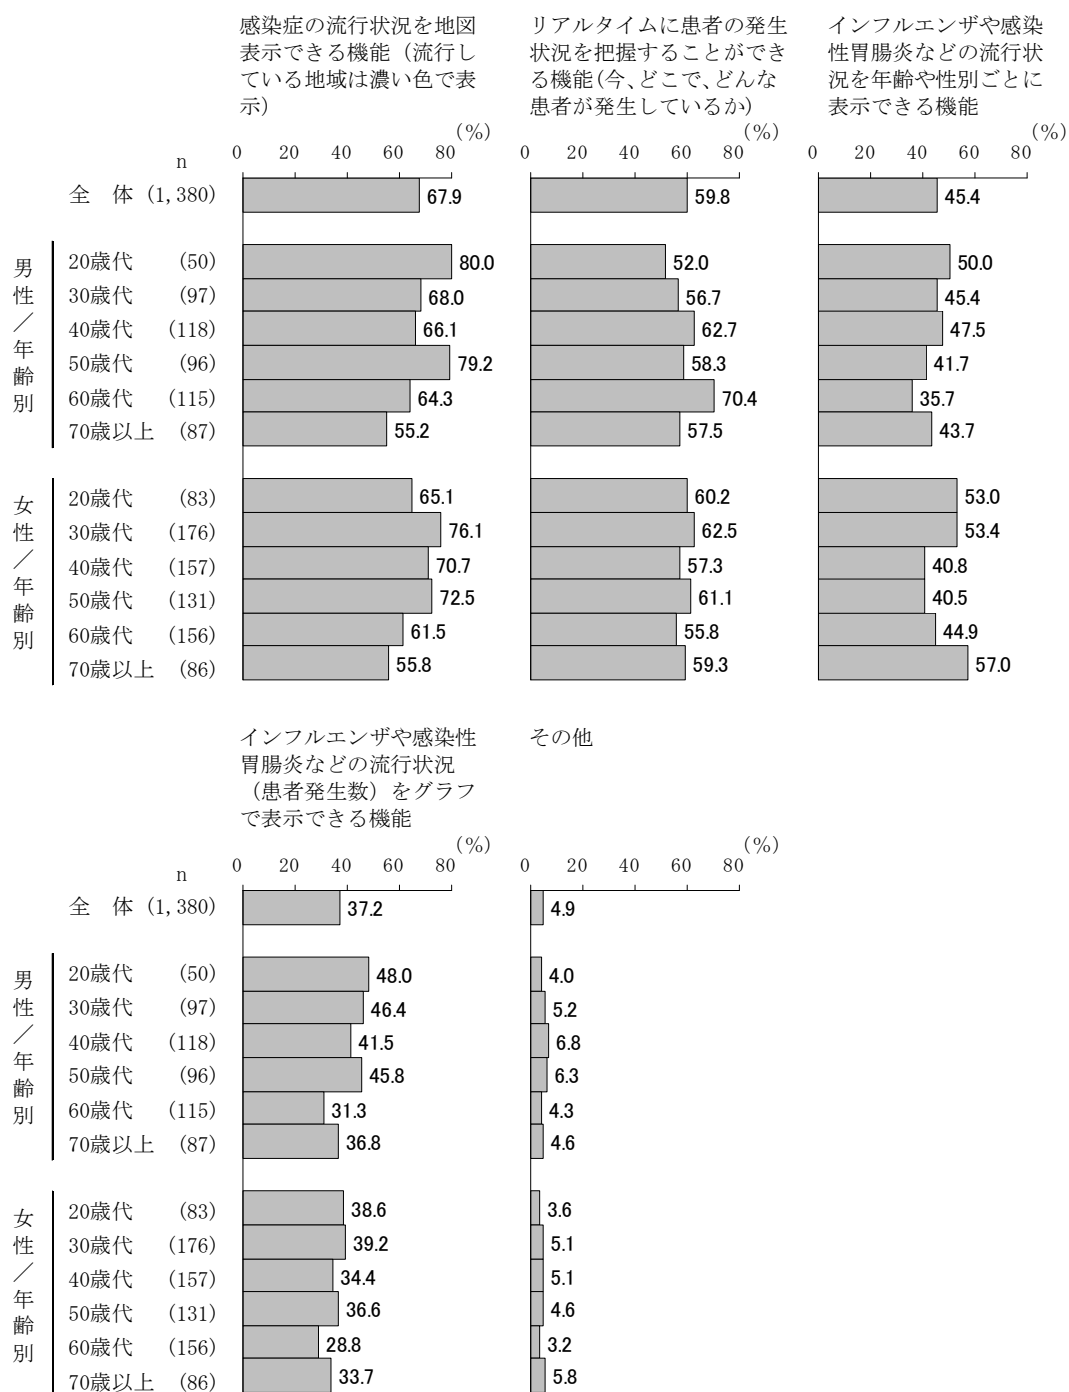 感染症の流行状況を地図
表示できる機能（流行し
ている地域は濃い色で表
示）
リアルタイムに患者の発生
状況を把握することができ
る機能（今、どこで、どんな
患者が発生しているか）
インフルエンザや感染
性胃腸炎などの流行状
況を年齢や性別ごとに
表示できる機能
(%) (%) (%)
n 0 20 40 60 80 0 20 40 60 80 0 20 40 60 80
全 体 (1,380) 67.9 59.8 45.4
男性／年齢別
20歳代 (50) 80.0 52.0 50.0
30歳代 (97) 68.0 56.7 45.4
40歳代 (118) 66.1 62.7 47.5
50歳代 (96) 79.2 58.3 41.7
60歳代 (115) 64.3 70.4 35.7
70歳以上 (87) 55.2 57.5 43.7
女性／年齢別
20歳代 (83) 65.1 60.2 53.0
30歳代 (176) 76.1 62.5 53.4
40歳代 (157) 70.7 57.3 40.8
50歳代 (131) 72.5 61.1 40.5
60歳代 (156) 61.5 55.8 44.9
70歳以上 (86) 55.8 59.3 57.0
インフルエンザや感染性
胃腸炎などの流行状況
（患者発生数）をグラフ
で表示できる機能
その他
(%) (%)
n 0 20 40 60 80 0 20 40 60 80
全 体 (1,380) 37.2 4.9
男性／年齢別
20歳代 (50) 48.0 4.0
30歳代 (97) 46.4 5.2
40歳代 (118) 41.5 6.8
50歳代 (96) 45.8 6.3
60歳代 (115) 31.3 4.3
70歳以上 (87) 36.8 4.6
女性／年齢別
20歳代 (83) 38.6 3.6
30歳代 (176) 39.2 5.1
40歳代 (157) 34.4 5.1
50歳代 (131) 36.6 4.6
60歳代 (156) 28.8 3.2
70歳以上 (86) 33.7 5.8